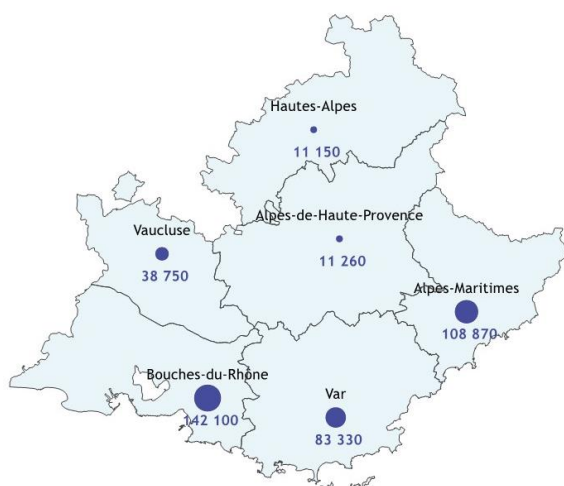 Hautes-Alpes
11 150
Alpes-de-Haute-Provence
11 260
Vaucluse
38 750
Alpes-Maritimes
108 870
Bouches-du-Rhône
142 100
Var
83 330